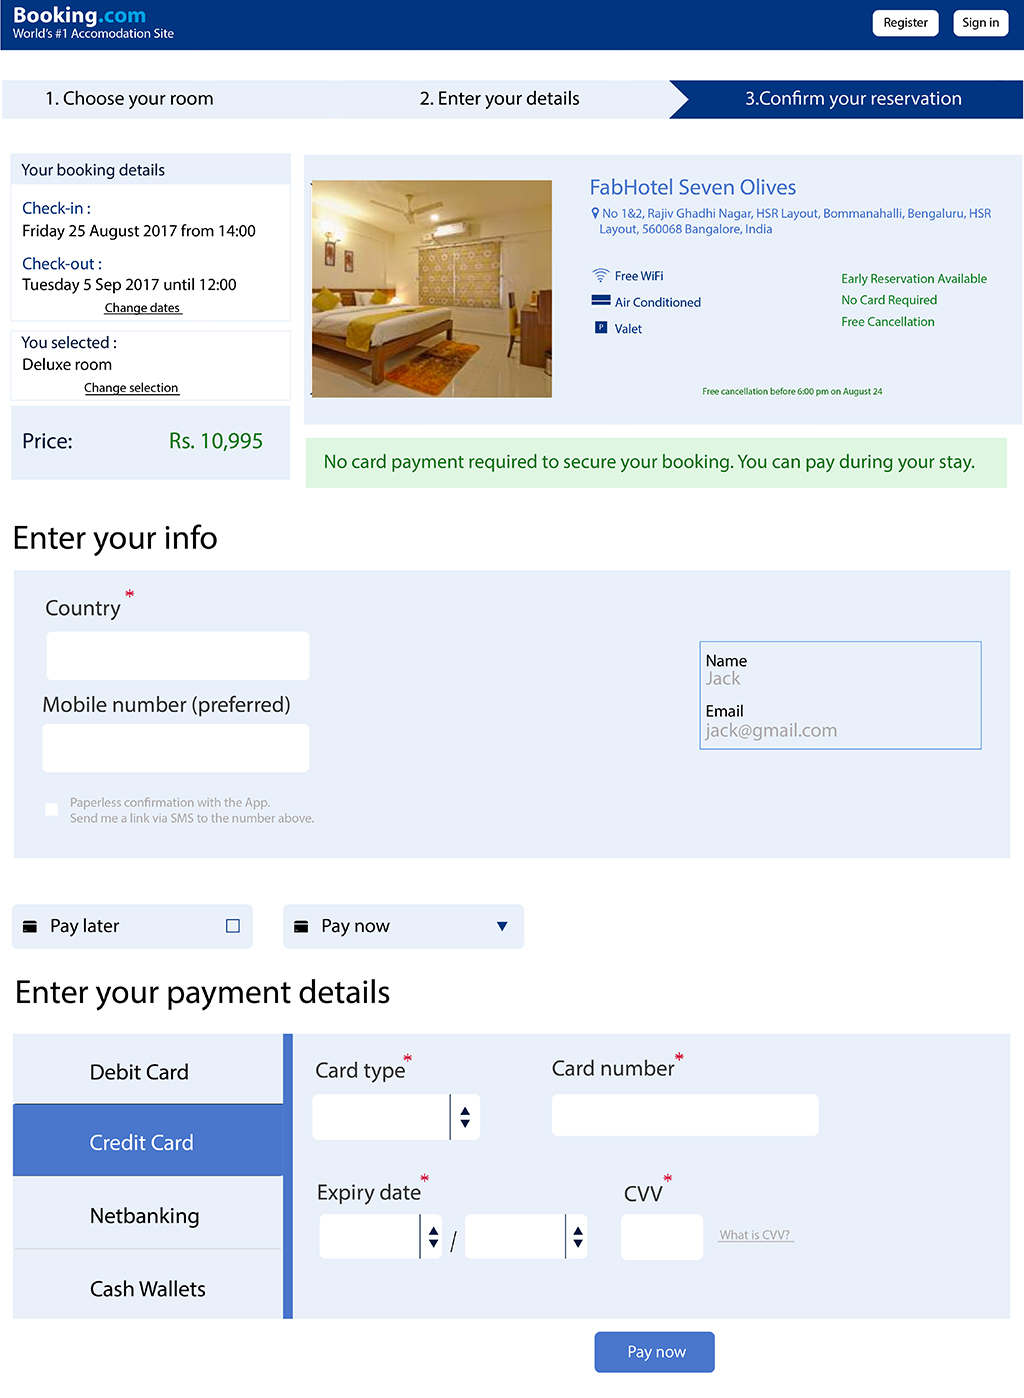 Booking.com
World's #1 Accomodation Site
Register
Sign in
1. Choose your room
2. Enter your details
3.Confirm your reservation
Your booking details
Check-in :
Friday 25 August 2017 from 14:00
Check-out :
Tuesday 5 Sep 2017 until 12:00
Change dates
You selected :
Deluxe room
Change selection
Price:
Rs. 10,995
FabHotel Seven Olives
No 1&2, Rajiv Ghadhi Nagar, HSR Layout, Bommanahalli, Bengaluru, HSR
Layout, 560068 Bangalore, India
Free WiFi
Air Conditioned
P
Valet
Early Reservation Available
No Card Required
Free Cancellation
Free cancellation before 6:00 pm on August 24
No card payment required to secure your booking. You can pay during your stay.
Enter your info
Country *
Mobile number (preferred)
Paperless confirmation with the App.
Send me a link via SMS to the number above.
Name
Jack
Email
jack@gmail.com
Pay later
Pay now
Enter your payment details
Debit Card
Credit Card
Netbanking
Cash Wallets
Card type*
Card number*
Expiry date*
/
CVV*
What is CVV?
Pay now